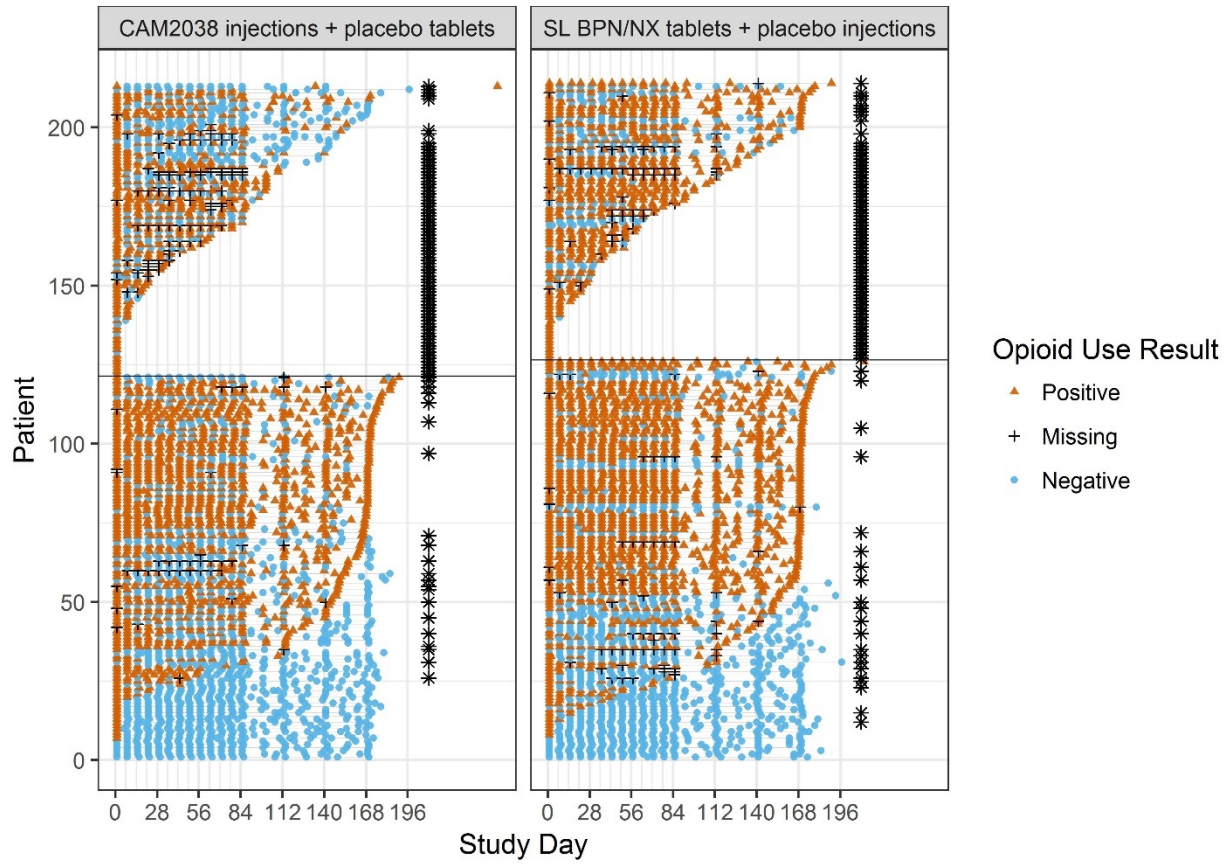 CAM2038 injections + placebo tablets
SL BPN/NX tablets + placebo injections
200
150
100
50
0
Patient
0 28 56 84 112 140 168 196
0 28 56 84 112 140 168 196
Study Day
Opioid Use Result
Positive
Missing
Negative